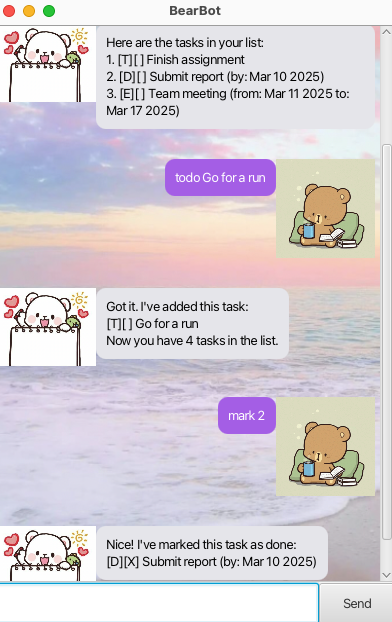 BearBot
Here are the tasks in your list:
1. [T][ ] Finish assignment
2. [D][ ] Submit report (by: Mar 10 2025)
3. [E][ ] Team meeting (from: Mar 11 2025 to:
Mar 17 2025)
todo Go for a run
Got it. I've added this task:
[T][ ] Go for a run
Now you have 4 tasks in the list.
mark 2
Nice! I've marked this task as done:
[D][X] Submit report (by: Mar 10 2025)
Send